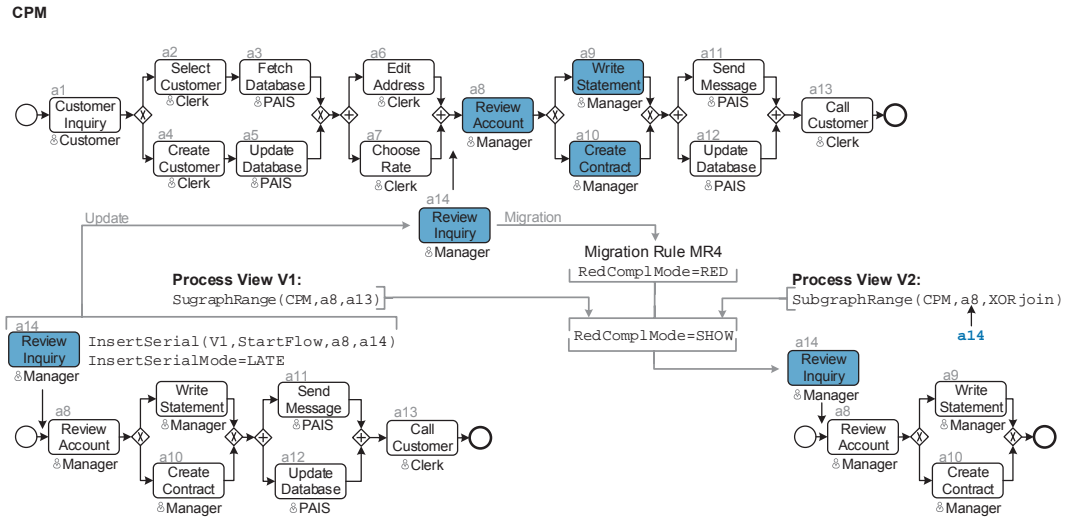 CPM
a1
Customer
Inquiry
Customer
a2
Select
Customer
Clerk
a3
Fetch
Database
PAIS
a4
Create
Customer
Clerk
a5
Update
Database
PAIS
X
X
a6
Edit
Address
Clerk
a7
Choose
Rate
Clerk
a8
Review
Account
Manager
X
a9
Write
Statement
Manager
a10
Create
Contract
Manager
X
a11
Send
Message
PAIS
a12
Update
Database
PAIS
a13
Call
Customer
Clerk
a14
Review
Inquiry
Manager
Update
Migration
Migration Rule MR4
RedComplMode=RED
Process View V1:
SugraphRange(CPM,a8,a13)
RedComplMode=SHOW
Process View V2:
SubgraphRange(CPM,a8,XORjoin)
a14
a14
Review
Inquiry
Manager
InsertSerial(V1,StartFlow,a8,a14)
InsertSerialMode=LATE
a8
Review
Account
Manager
X
Write
Statement
Manager
a10
Create
Contract
Manager
X
a11
Send
Message
PAIS
a12
Update
Database
PAIS
a13
Call
Customer
Clerk
a14
Review
Inquiry
Manager
a8
Review
Account
Manager
X
a9
Write
Statement
Manager
a10
Create
Contract
Manager
X